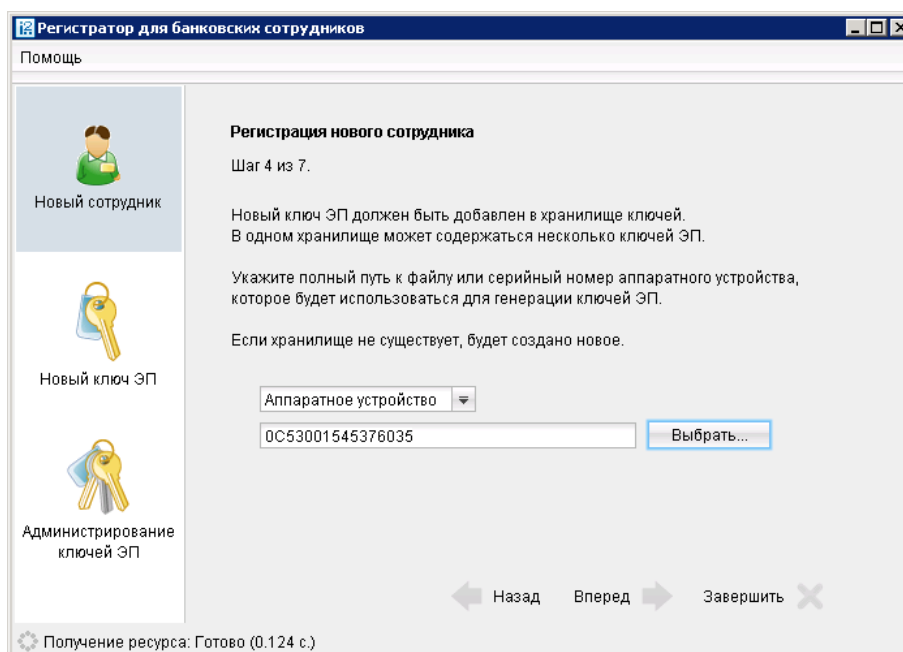 Регистратор для банковских сотрудников
Помощь
Новый сотрудник
Новый ключ ЭП
Администрирование
ключей ЭП
Регистрация нового сотрудника
Шаг 4 из 7.
Новый ключ ЭП должен быть добавлен в хранилище ключей.
В одном хранилище может содержаться несколько ключей ЭП.
Укажите полный путь к файлу или серийный номер аппаратного устройства,
которое будет использоваться для генерации ключей ЭП.
Если хранилище не существует, будет создано новое.
Аппаратное устройство
0C53001545376035 Выбрать...
Назад Вперед Завершить
Получение ресурса: Готово (0.124 с.)